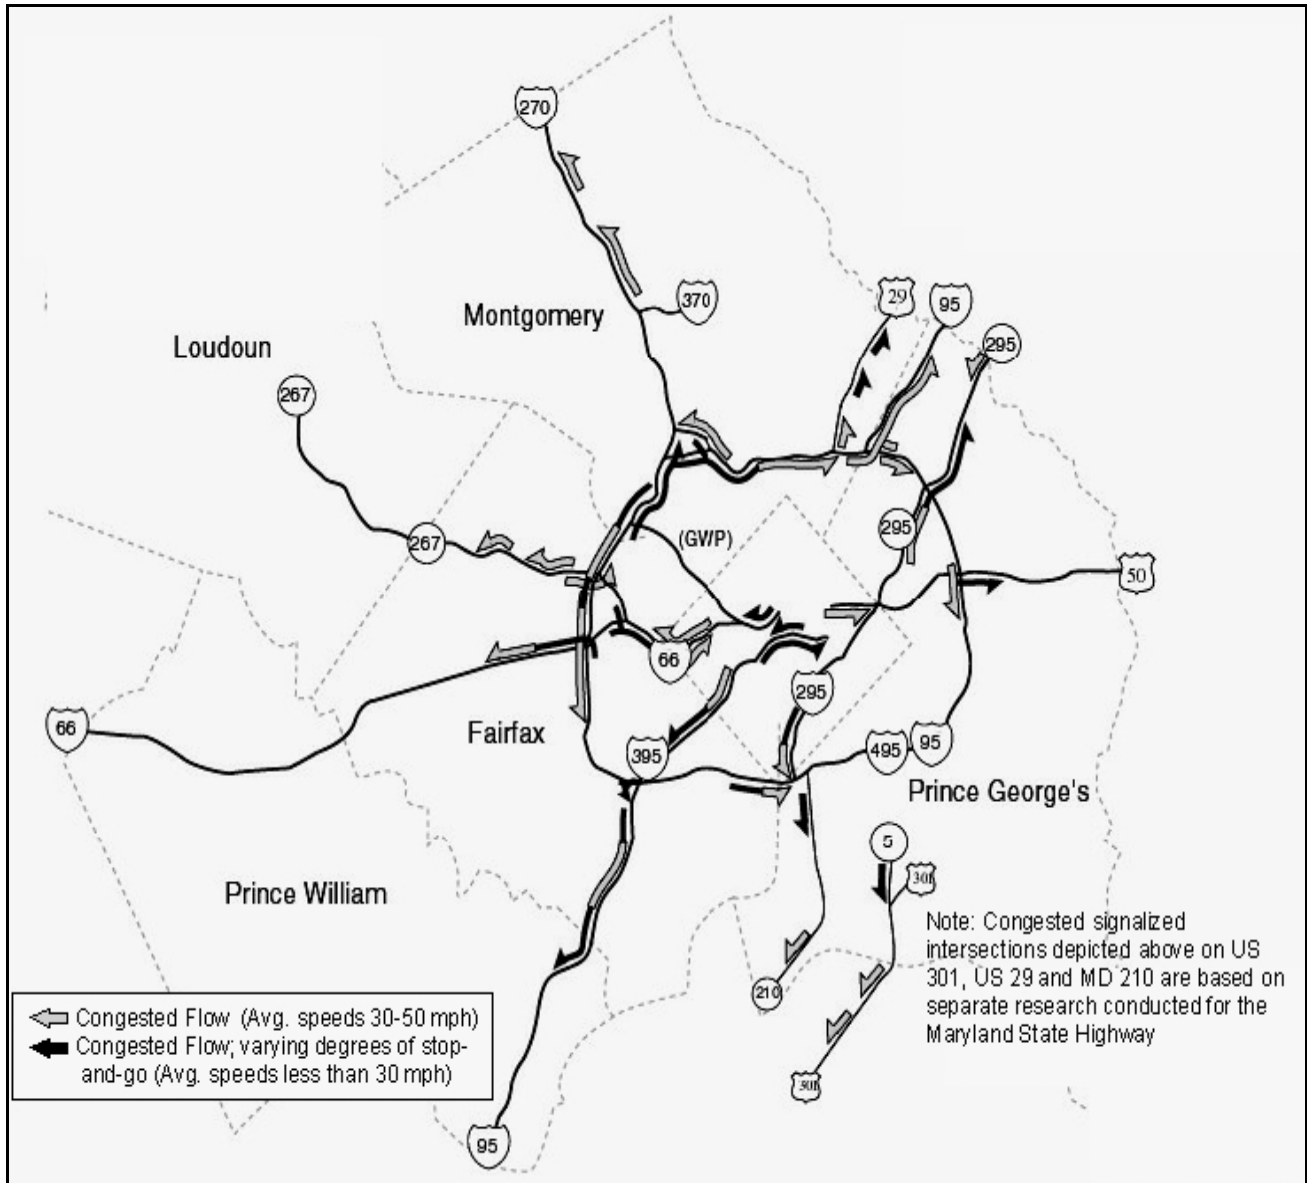 270
29
95
370
295
Montgomery
Loudoun
267
295
267
(GWP)
50
66
295
66
Fairfax
395
495
95
Prince George's
5
301
Prince William
Note: Congested signalized
intersections depicted above on US
301, US 29 and MD 210 are based on
separate research conducted for the
Maryland State Highway
210
Congested Flow (Avg. speeds 30-50 mph)
Congested Flow; varying degrees of stop-
and-go (Avg. speeds less than 30 mph)
301
95